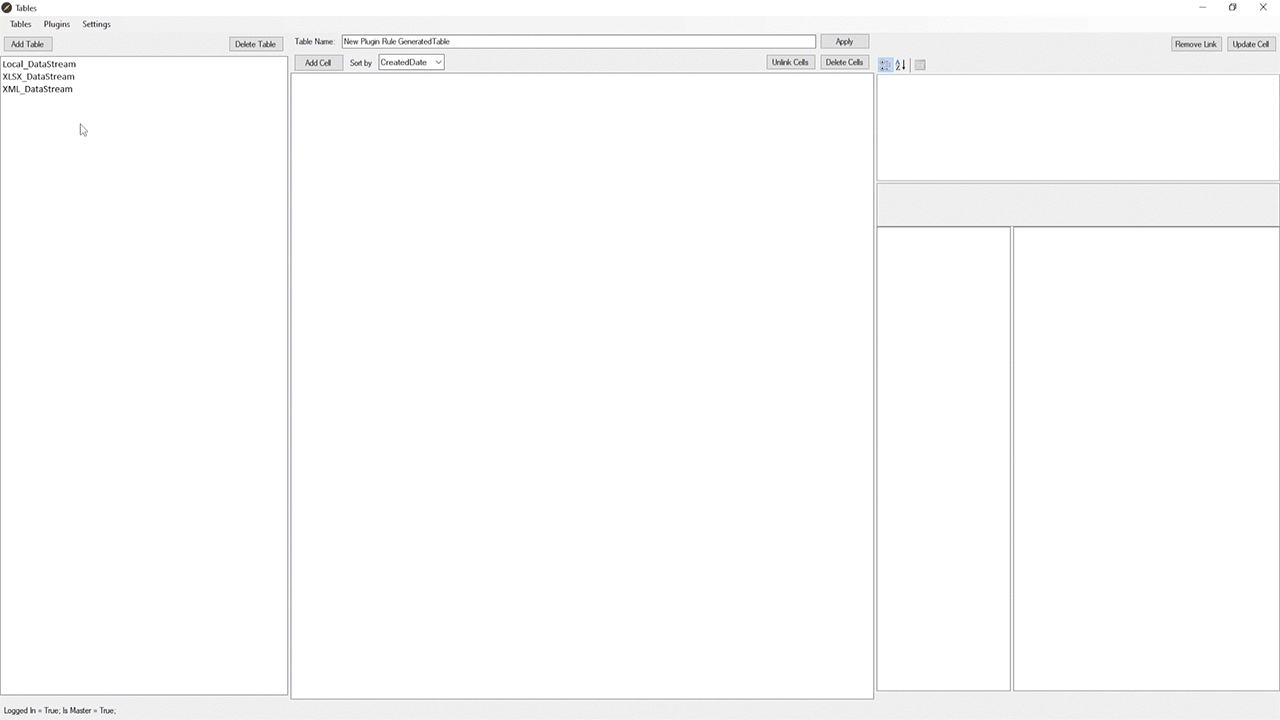 Tables
Tables Plugins Settings
Add Table Delete Table
Local_DataStream
XLSX_DataStream
XML_DataStream
Table Name: New Plugin Rule GeneratedTable Apply
Add Cell Sort by CreatedDate Unlink Cells Delete Cells
Remove Link Update Cell
Logged In = True; Is Master = True;